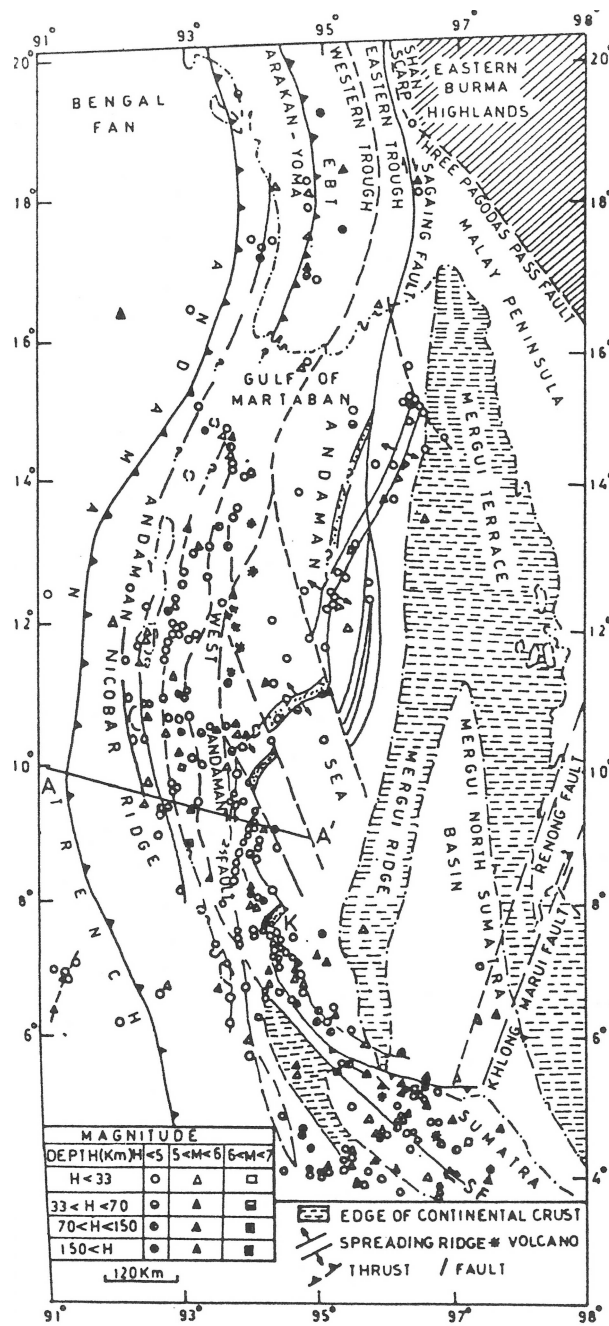 91° 93° 95° 97° 98°
20° 20°
BENGAL
FAN
ARAKAN-YOMA
EBT
WESTERN TROUGH
EASTERN TROUGH
SHAN
SCARP
SAGAING FAULT
EASTERN
BURMA
HIGHLANDS
THREE PAGODAS PASS FAULT
MALAY PENINSULA
18° 18°
16° 16°
GULF OF
MARTABAN
ANDAMAN
SEA
MERGUI TERRACE
14° 14°
12° 12°
ANDAMAN
TRENCH
ANDAMOAN
NICOBAR
RIDGE
WEST
ANDAMAN
FAULT
MERGUI RIDGE
MERGUI NORTH SUMATRA
BASIN
RENONG FAULT
KHLONG MARUI FAULT
10° 10°
A
A'
8° 8°
K
6° 6°
SUMATRA
SF
4°
MAGNITUDE
DEPTH(Km)H <5 5<M<6 6<M<7
H<33
33<H<70
70<H<150
150<H
120Km
EDGE OF CONTINENTAL CRUST
SPREADING RIDGE * VOLCANO
THRUST / FAULT
91° 93° 95° 97° 98°